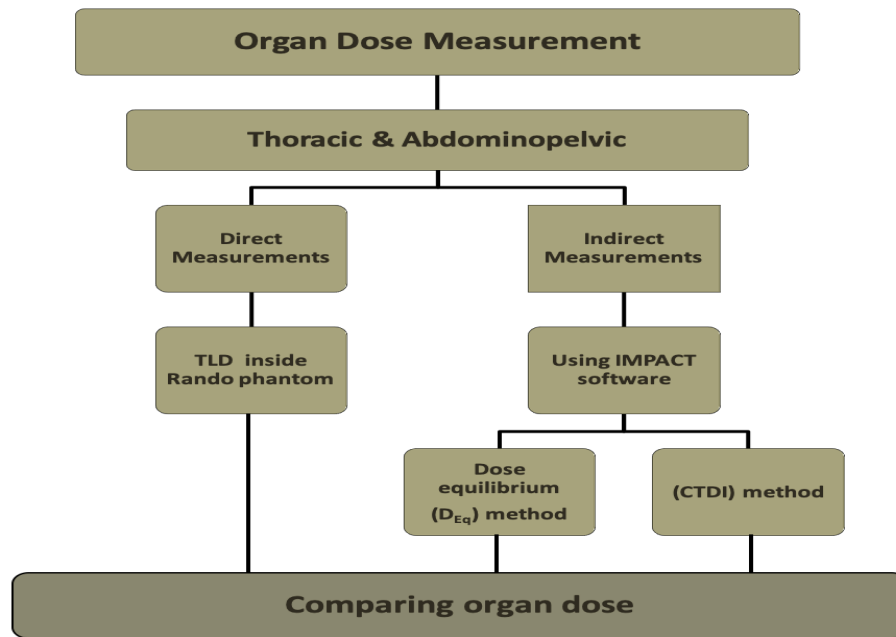 Organ Dose Measurement
Thoracic & Abdominopelvic
Direct
Measurements
Indirect
Measurements
TLD inside
Rando phantom
Using IMPACT
software
Dose
equilibrium
(D_Eq) method
(CTDI) method
Comparing organ dose